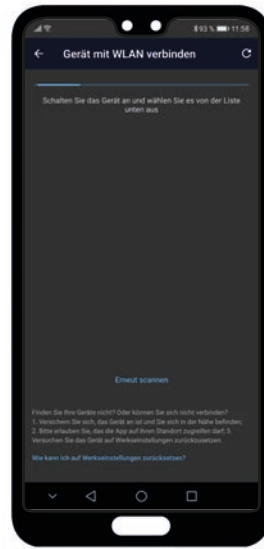 93 % 11:58
Gerät mit WLAN verbinden
Schalten Sie das Gerät an und wählen Sie es von der Liste
unten aus
Erneut scannen
Finden Sie Ihre Geräte nicht? Oder können Sie sich nicht verbinden?
1. Versichern Sie sich, das Gerät an ist und Sie sich in der Nähe befinden;
2. Bitte erlauben Sie, das die App auf Ihren Standort zugreifen darf; 3.
Versuchen Sie das Gerät auf Werkseinstellungen zurückzusetzen.
Wie kann ich auf Werkseinstellungen zurücksetzen?